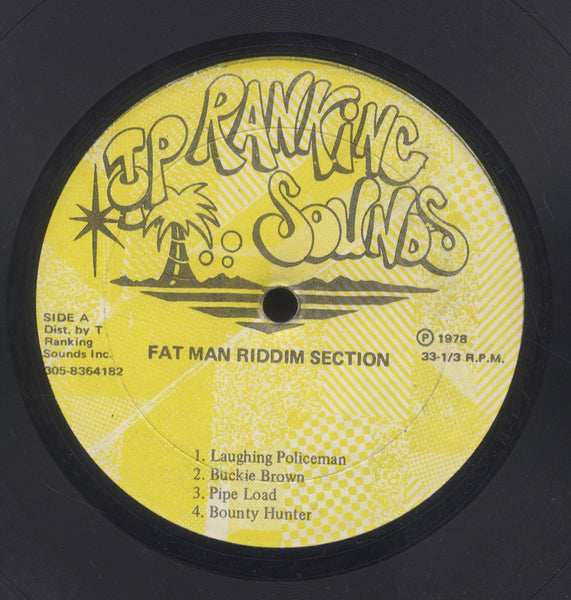 JP RANKING
SOUNDS
SIDE A
Dist. by T
Ranking
Sounds Inc.
305-8364182
FAT MAN RIDDIM SECTION
Ⓟ 1978
33-1/3 R.P.M.
1. Laughing Policeman
2. Buckie Brown
3. Pipe Load
4. Bounty Hunter